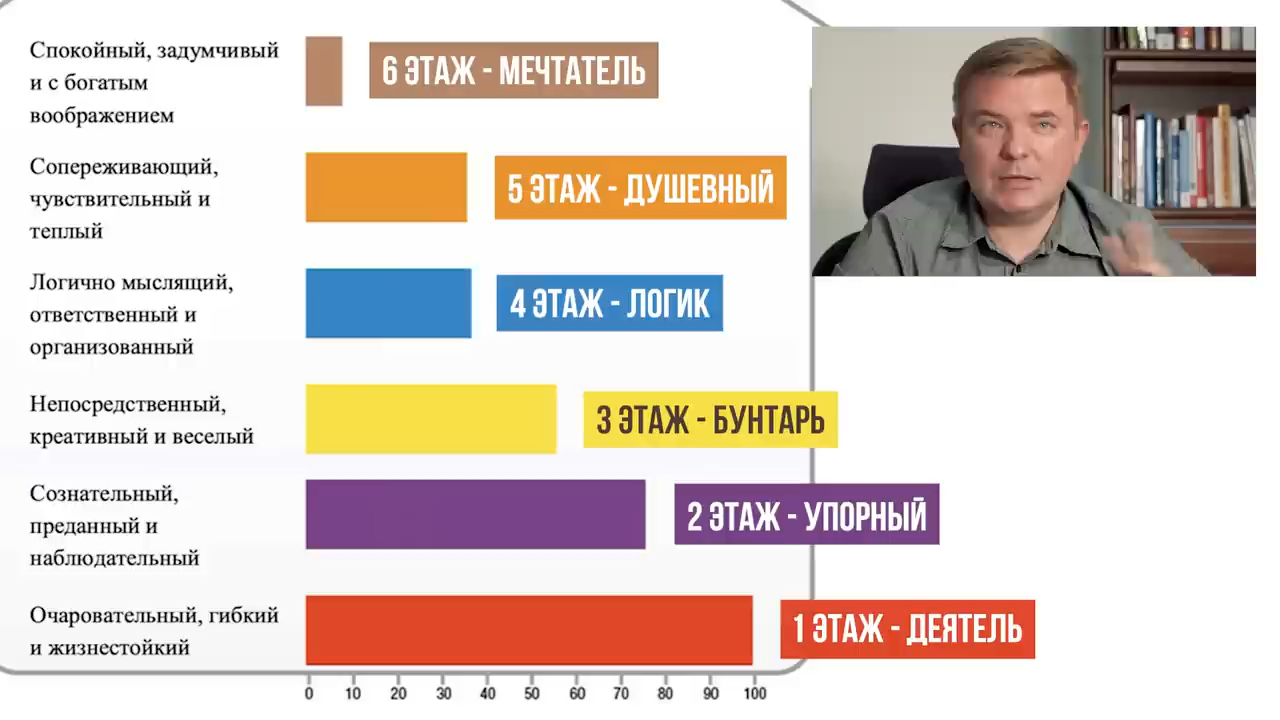 Спокойный, задумчивый
и с богатым
воображением
6 ЭТАЖ - МЕЧТАТЕЛЬ
Сопереживающий,
чувствительный и
теплый
5 ЭТАЖ - ДУШЕВНЫЙ
Логично мыслящий,
ответственный и
организованный
4 ЭТАЖ - ЛОГИК
Непосредственный,
креативный и веселый
3 ЭТАЖ - БУНТАРЬ
Сознательный,
преданный и
наблюдательный
2 ЭТАЖ - УПОРНЫЙ
Очаровательный, гибкий
и жизнестойкий
1 ЭТАЖ - ДЕЯТЕЛЬ
0 10 20 30 40 50 60 70 80 90 100